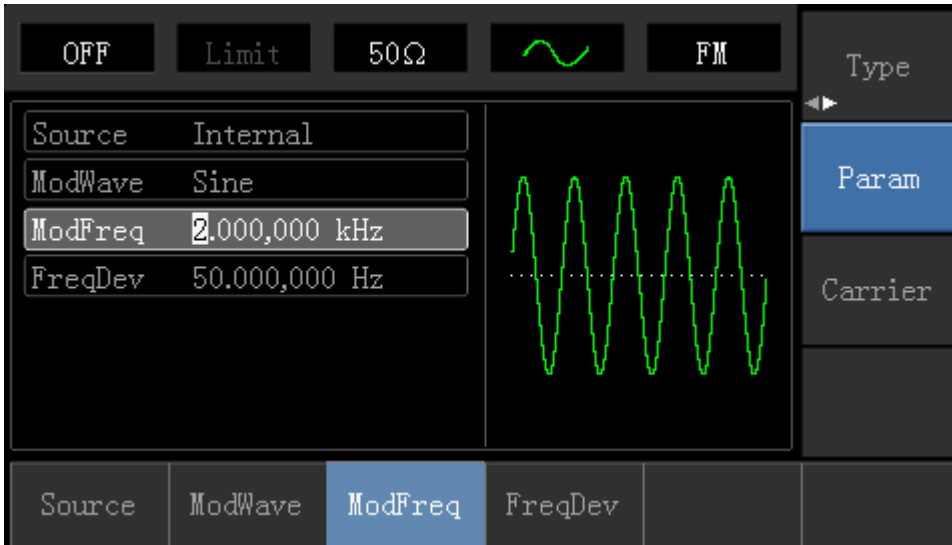 OFF Limit 50Ω FM
Type
Source Internal
ModWave Sine
ModFreq 2.000,000 kHz
FreqDev 50.000,000 Hz
Param
Carrier
Source ModWave ModFreq FreqDev